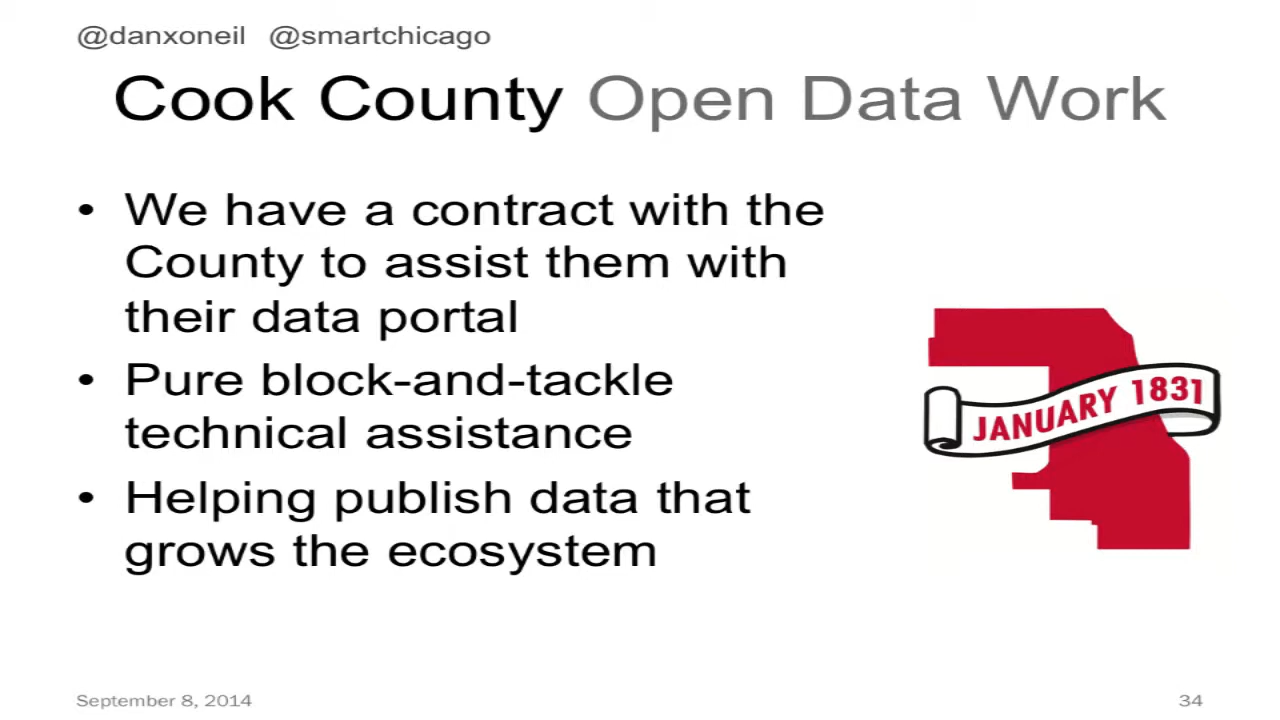 @danxoneil @smartchicago
Cook County Open Data Work
• We have a contract with the
County to assist them with
their data portal
• Pure block-and-tackle
technical assistance
• Helping publish data that
grows the ecosystem
JANUARY 1831
September 8, 2014
34